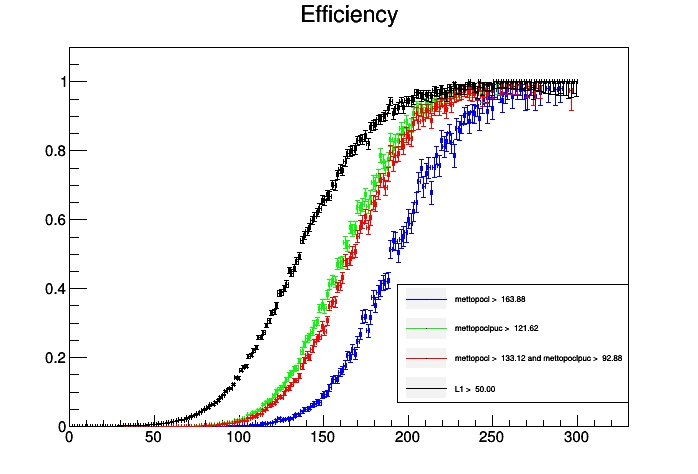 Efficiency
1
0.8
0.6
0.4
0.2
0
0 50 100 150 200 250 300
mettopocl > 163.88
mettopoclpuc > 121.62
mettopocl > 133.12 and mettopoclpuc > 92.88
L1 > 50.00